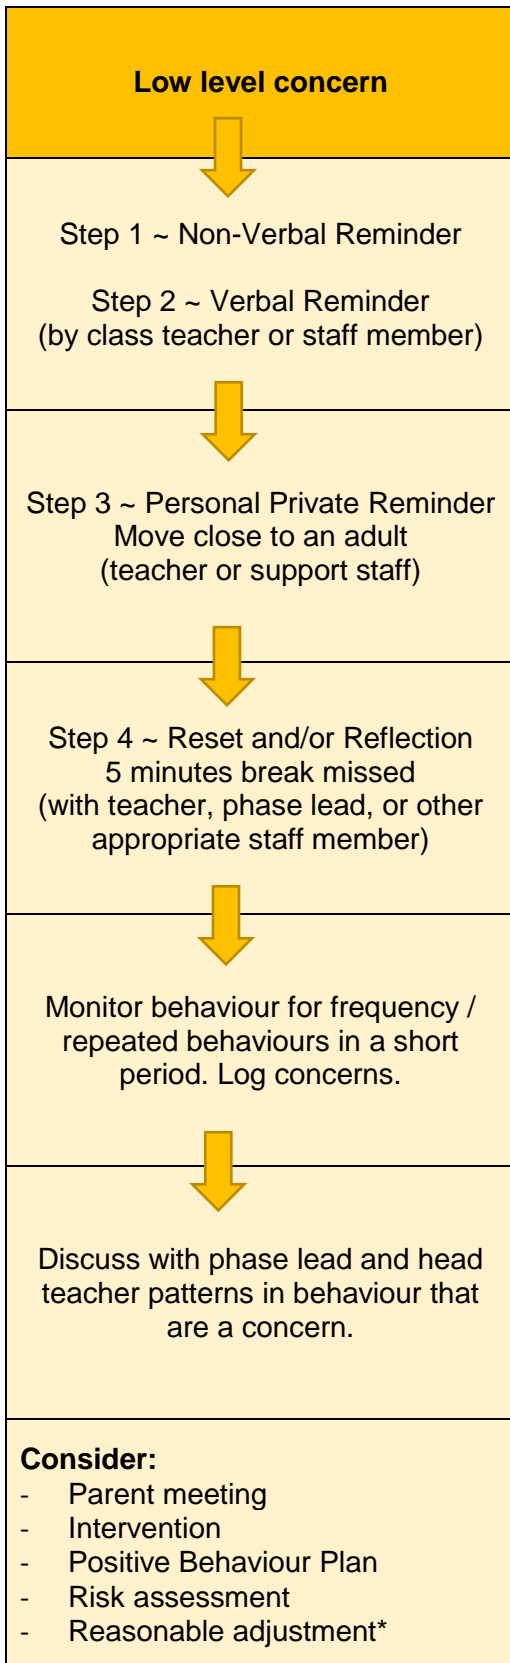 Low level concern
Step 1 ~ Non-Verbal Reminder
Step 2 ~ Verbal Reminder
(by class teacher or staff member)
Step 3 ~ Personal Private Reminder
Move close to an adult
(teacher or support staff)
Step 4 ~ Reset and/or Reflection
5 minutes break missed
(with teacher, phase lead, or other
appropriate staff member)
Monitor behaviour for frequency /
repeated behaviours in a short
period. Log concerns.
Discuss with phase lead and head
teacher patterns in behaviour that
are a concern.
Consider:
- Parent meeting
- Intervention
- Positive Behaviour Plan
- Risk assessment
- Reasonable adjustment*